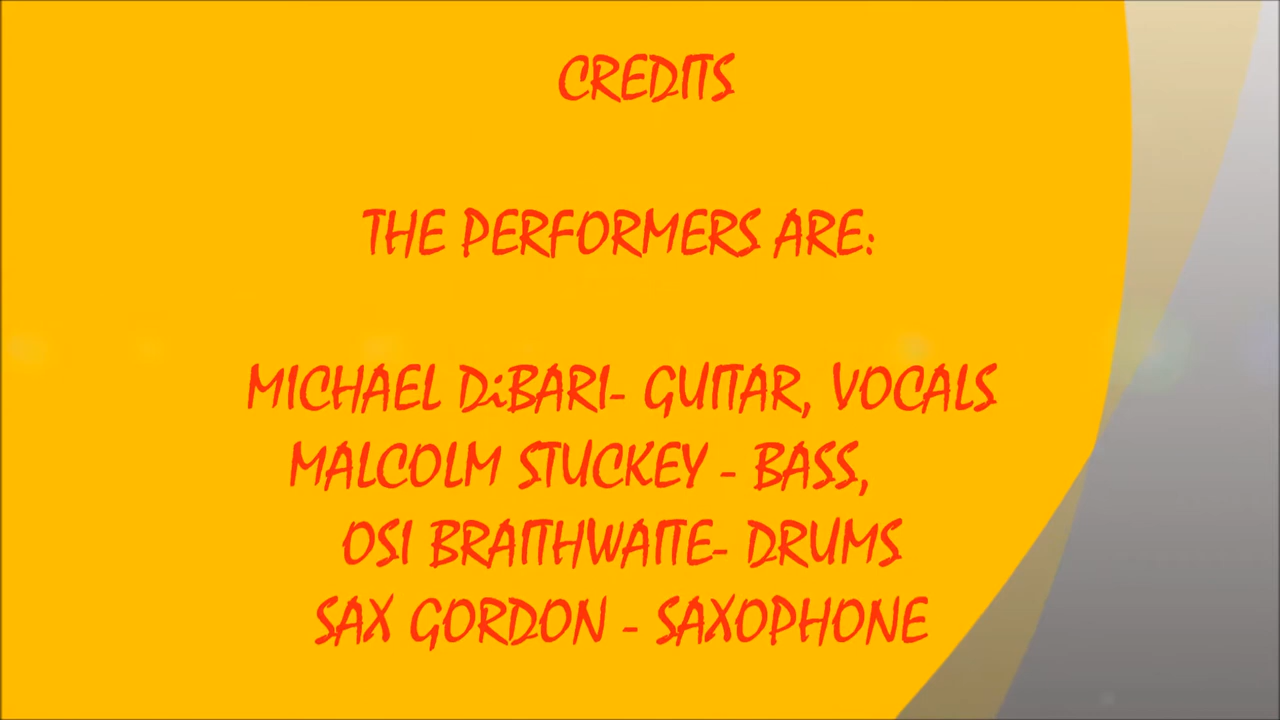 CREDITS
THE PERFORMERS ARE:
MICHAEL DiBARI- GUITAR, VOCALS
MALCOLM STUCKEY - BASS,
OSI BRAITHWAITE- DRUMS
SAX GORDON - SAXOPHONE